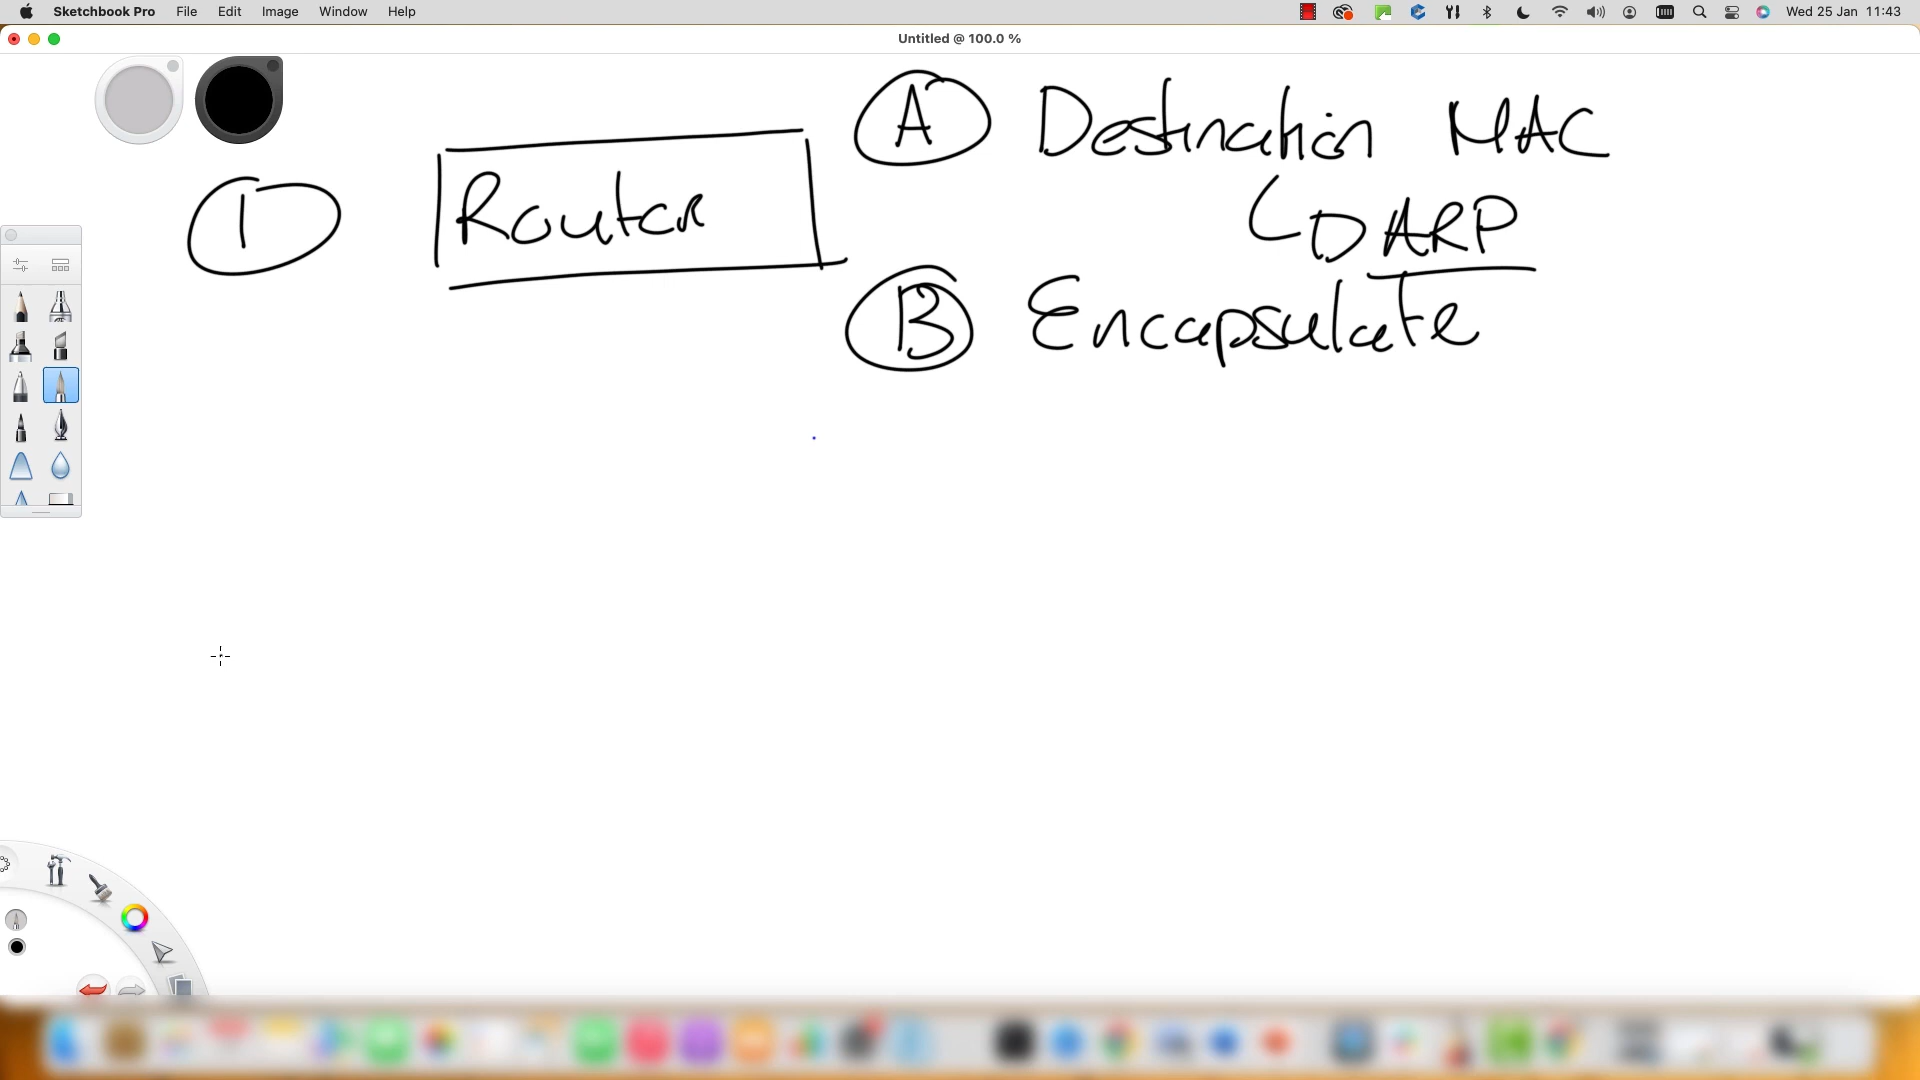 Sketchbook Pro File Edit Image Window Help Wed 25 Jan 11:43
Untitled @ 100.0 %
A Destination MAC
1 Router
ARP
B Encapsulate